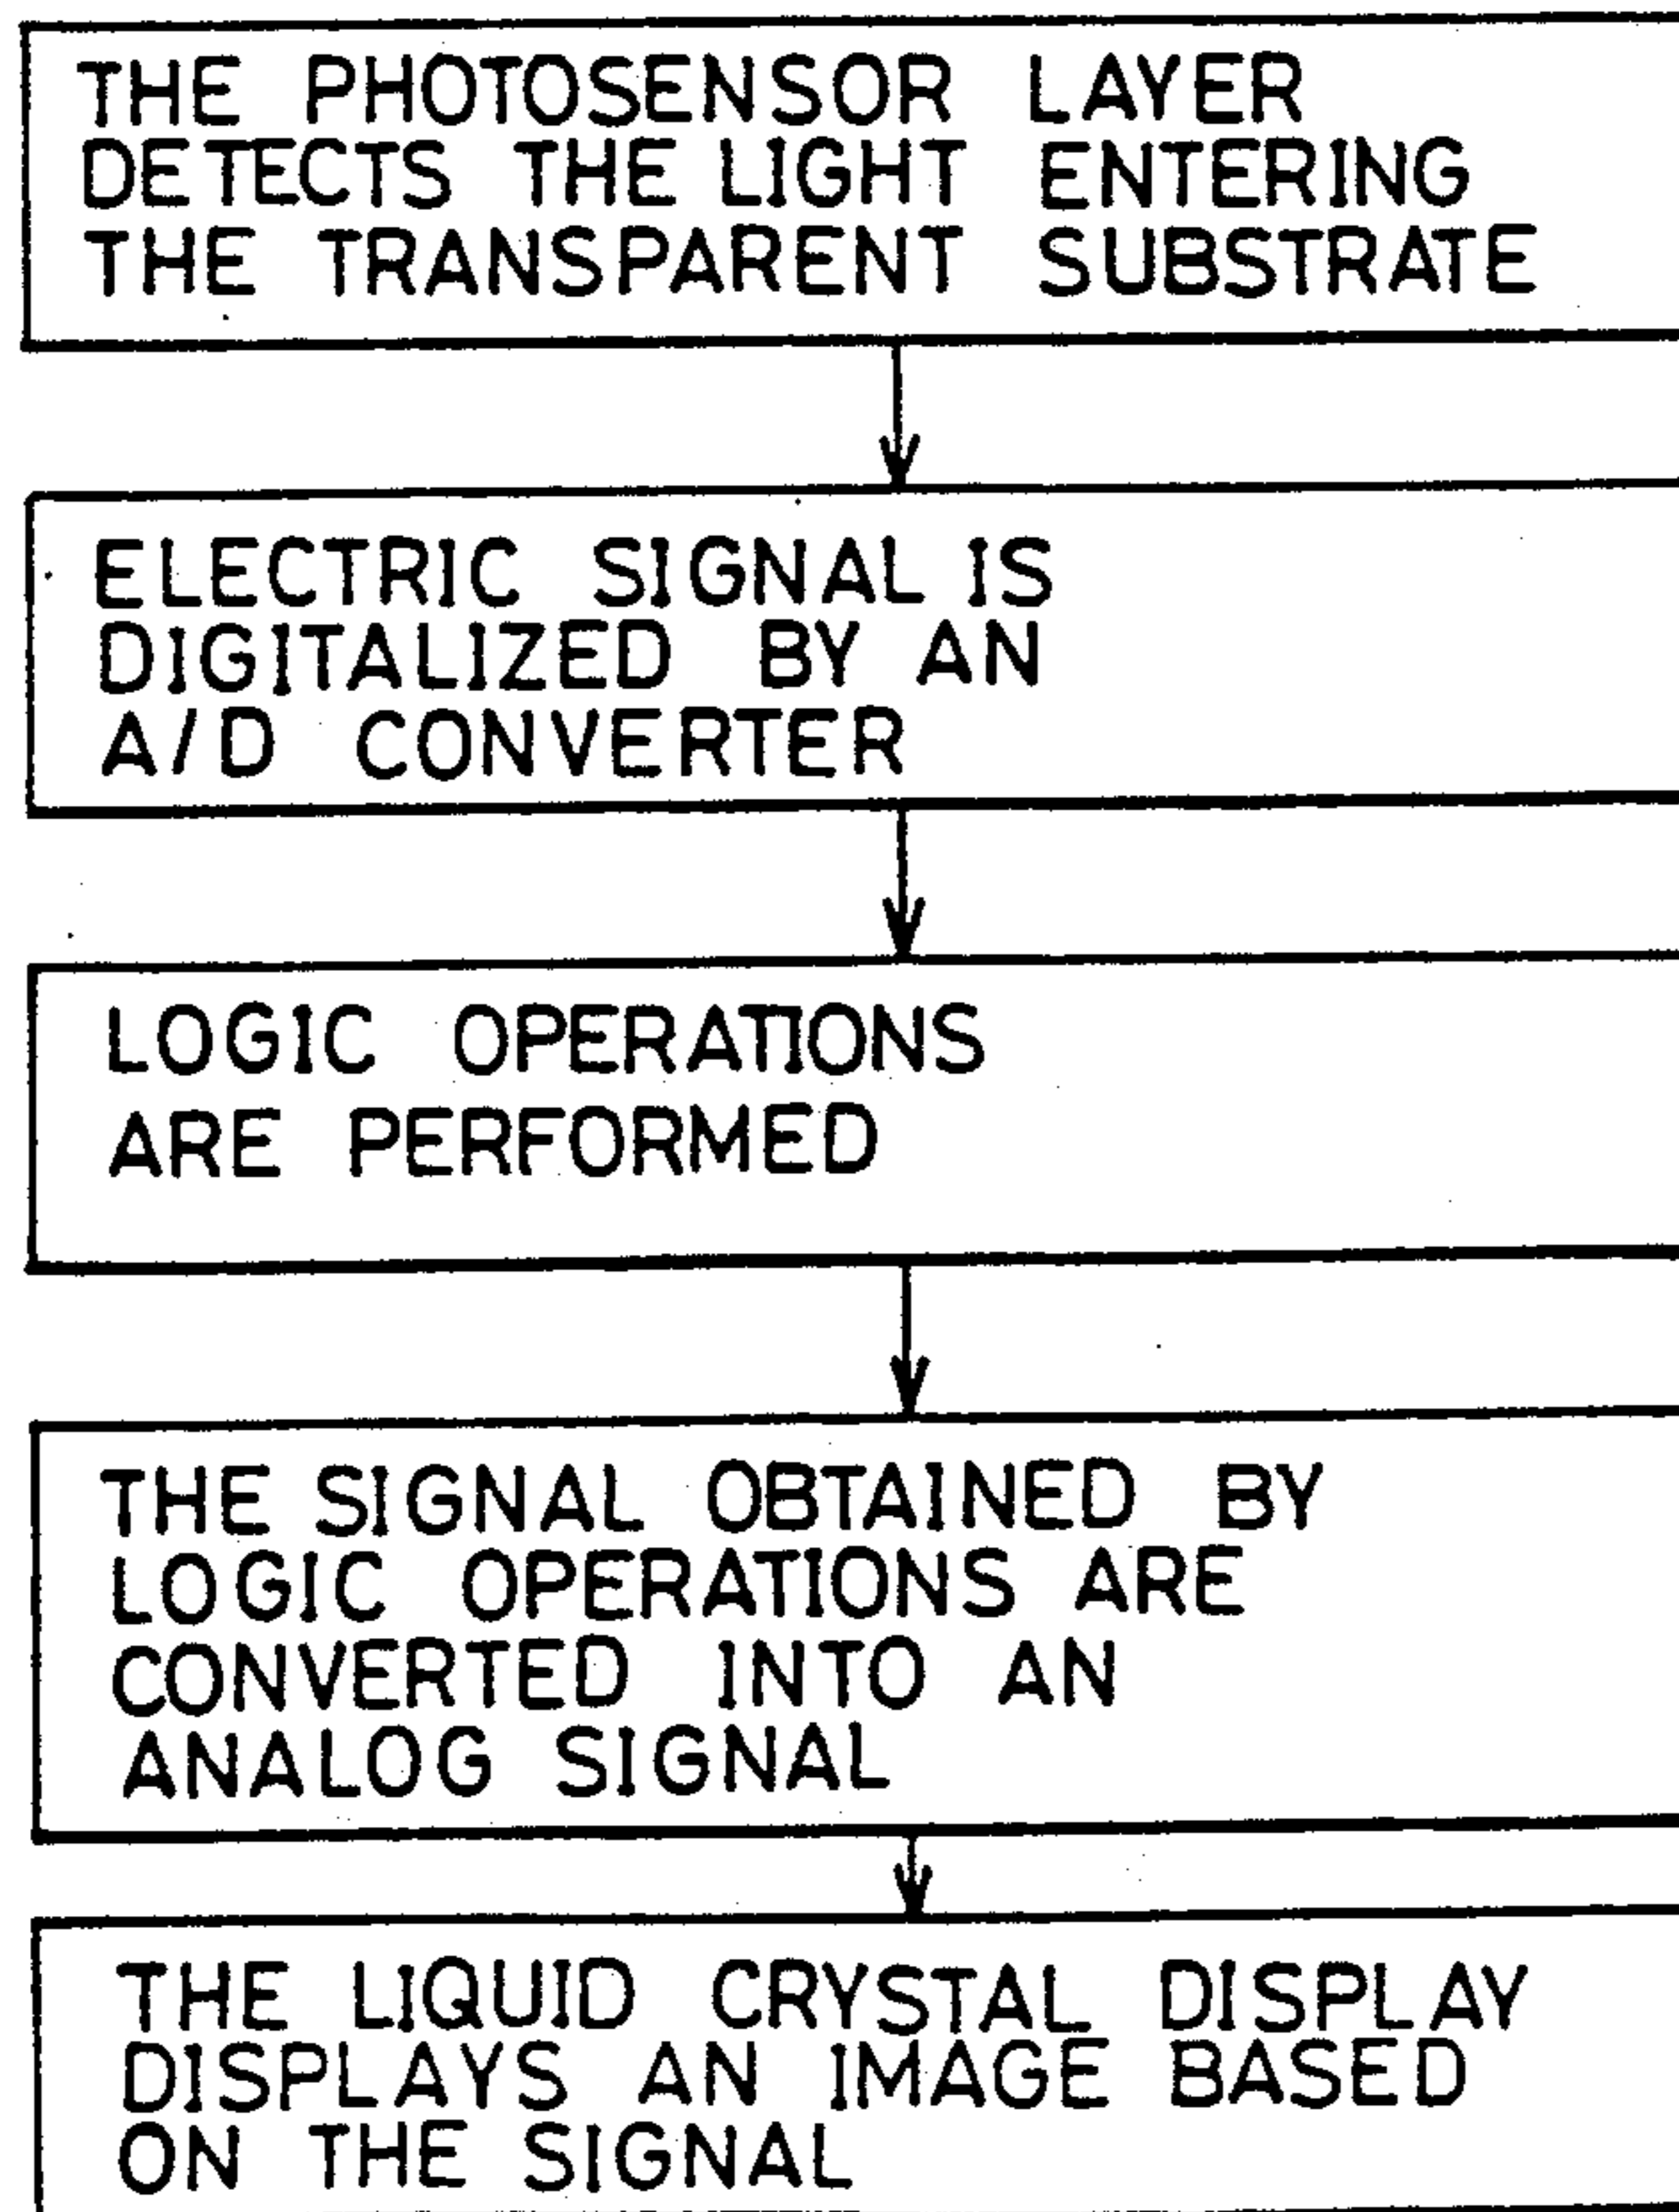 THE PHOTOSENSOR LAYER
DETECTS THE LIGHT ENTERING
THE TRANSPARENT SUBSTRATE
ELECTRIC SIGNAL IS
DIGITALIZED BY AN
A/D CONVERTER
LOGIC OPERATIONS
ARE PERFORMED
THE SIGNAL OBTAINED BY
LOGIC OPERATIONS ARE
CONVERTED INTO AN
ANALOG SIGNAL
THE LIQUID CRYSTAL DISPLAY
DISPLAYS AN IMAGE BASED
ON THE SIGNAL